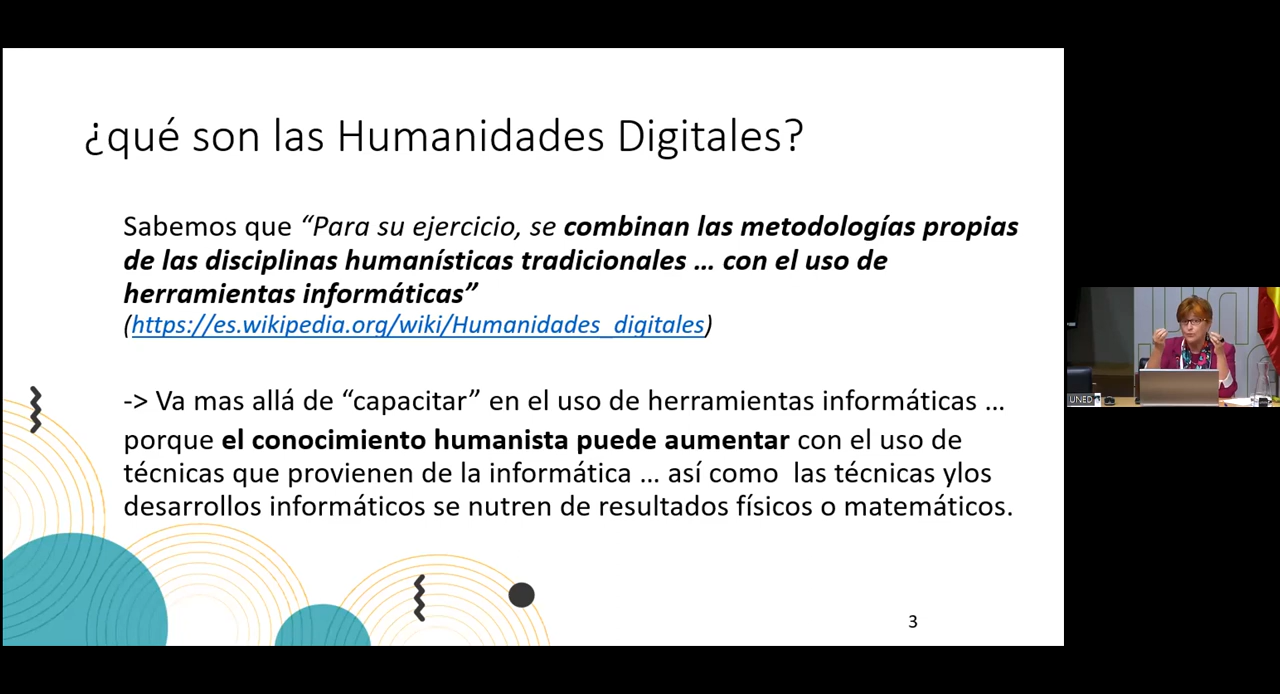 ¿qué son las Humanidades Digitales?
Sabemos que “Para su ejercicio, se combinan las metodologías propias
de las disciplinas humanísticas tradicionales … con el uso de
herramientas informáticas”
(https://es.wikipedia.org/wiki/Humanidades_digitales)
-> Va mas allá de “capacitar” en el uso de herramientas informáticas …
porque el conocimiento humanista puede aumentar con el uso de
técnicas que provienen de la informática … así como  las técnicas ylos
desarrollos informáticos se nutren de resultados físicos o matemáticos.
3
UNED